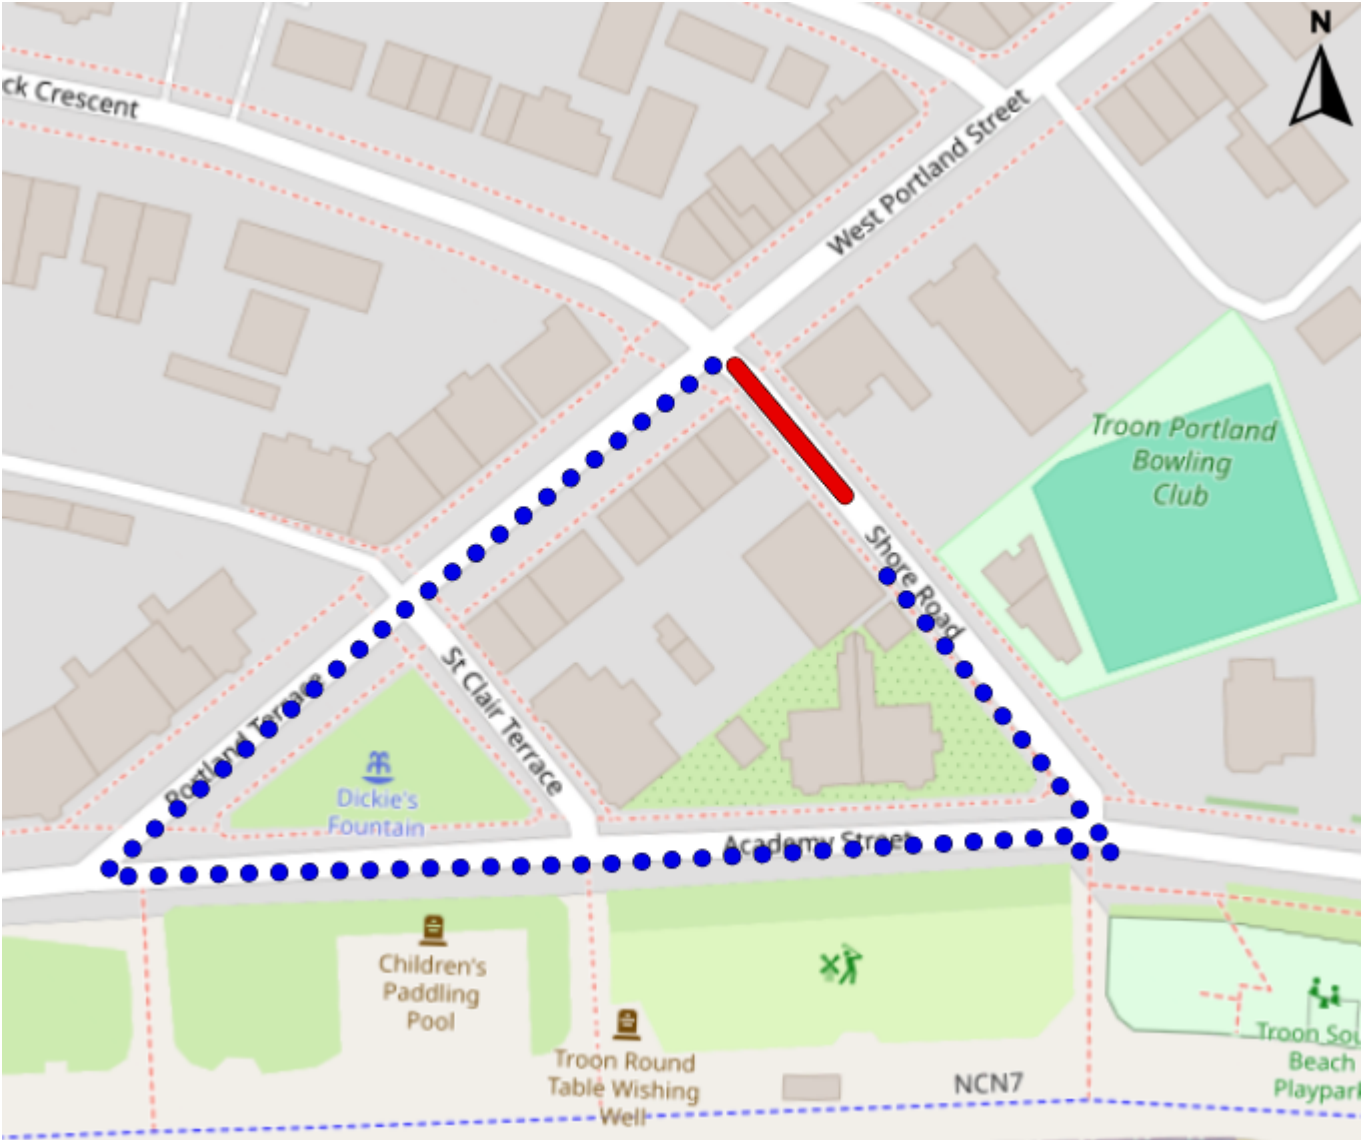 N
ck Crescent
West Portland Street
Troon Portland
Bowling
Club
Shore Road
St Clair Terrace
Portland Terrace
Dickie's
Fountain
Academy Street
Children's
Paddling
Pool
Troon Round
Table Wishing
Well
NCN7
Troon Sou
Beach
Playpark